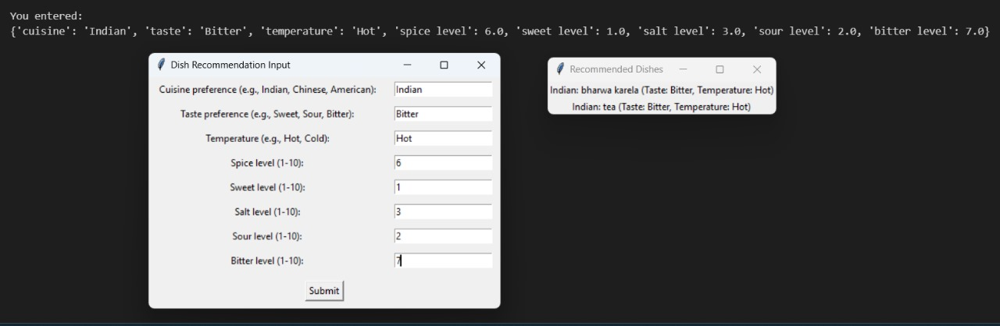 You entered:
{'cuisine': 'Indian', 'taste': 'Bitter', 'temperature': 'Hot', 'spice level': 6.0, 'sweet level': 1.0, 'salt level': 3.0, 'sour level': 2.0, 'bitter level': 7.0}
Dish Recommendation Input
Cuisine preference (e.g., Indian, Chinese, American): Indian
Taste preference (e.g., Sweet, Sour, Bitter): Bitter
Temperature (e.g., Hot, Cold): Hot
Spice level (1-10): 6
Sweet level (1-10): 1
Salt level (1-10): 3
Sour level (1-10): 2
Bitter level (1-10): 7
Submit
Recommended Dishes
Indian: bharwa karela (Taste: Bitter, Temperature: Hot)
Indian: tea (Taste: Bitter, Temperature: Hot)